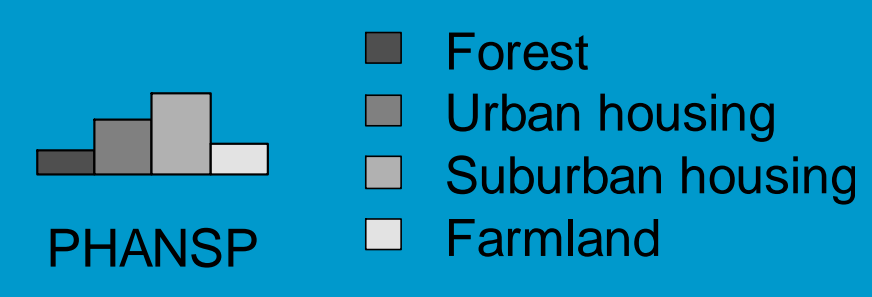 Forest
Urban housing
Suburban housing
Farmland
PHANSP